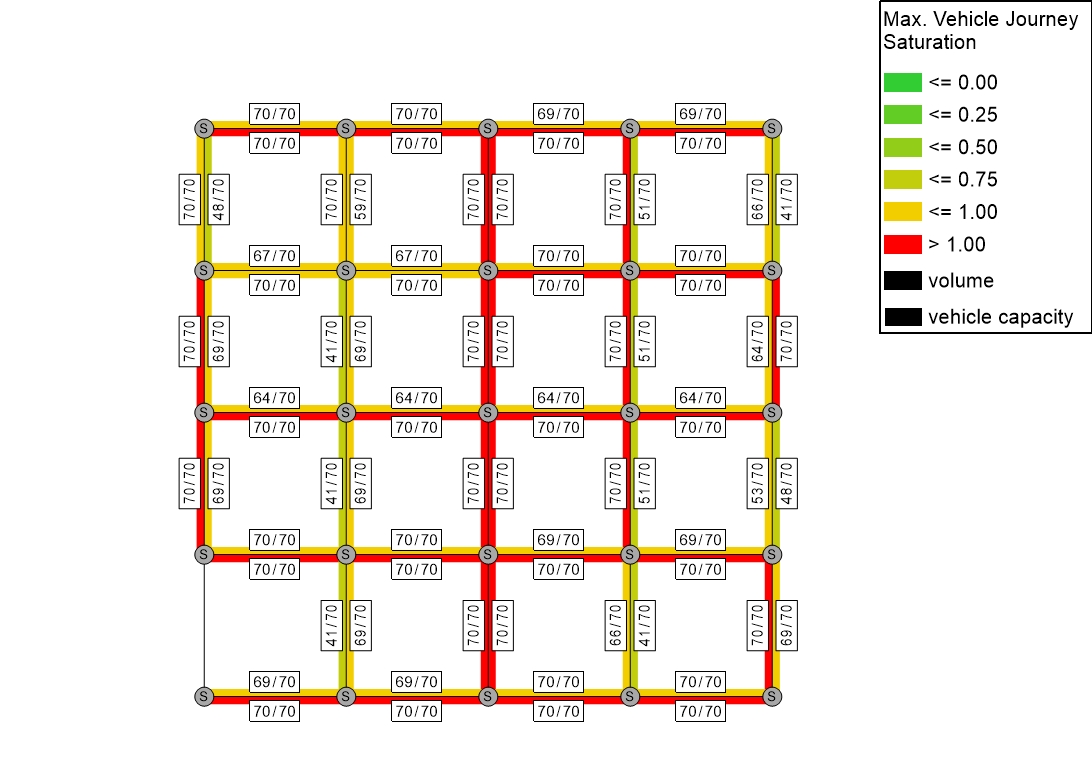 Max. Vehicle Journey
Saturation
<= 0.00
<= 0.25
<= 0.50
<= 0.75
<= 1.00
> 1.00
volume
vehicle capacity
70/70 70/70 69/70 69/70
S S S S S
70/70 70/70 70/70 70/70
70/70 48/70 70/70 59/70 70/70 70/70 70/70 51/70 66/70 41/70
67/70 67/70 70/70 70/70
S S S S S
70/70 70/70 70/70 70/70
70/70 69/70 41/70 69/70 70/70 70/70 70/70 51/70 64/70 70/70
64/70 64/70 64/70 64/70
S S S S S
70/70 70/70 70/70 70/70
70/70 69/70 41/70 69/70 70/70 70/70 70/70 51/70 53/70 48/70
70/70 70/70 69/70 69/70
S S S S S
70/70 70/70 70/70 70/70
41/70 69/70 70/70 70/70 66/70 41/70 70/70 69/70
69/70 69/70 70/70 70/70
S S S S S
70/70 70/70 70/70 70/70